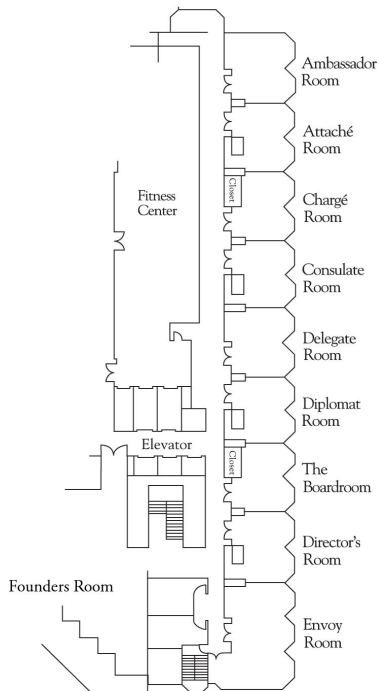 Ambassador
Room
Attaché
Room
Closet
Fitness
Center
Chargé
Room
Consulate
Room
Delegate
Room
Diplomat
Room
Elevator
Closet
The
Boardroom
Director's
Room
Founders Room
Envoy
Room